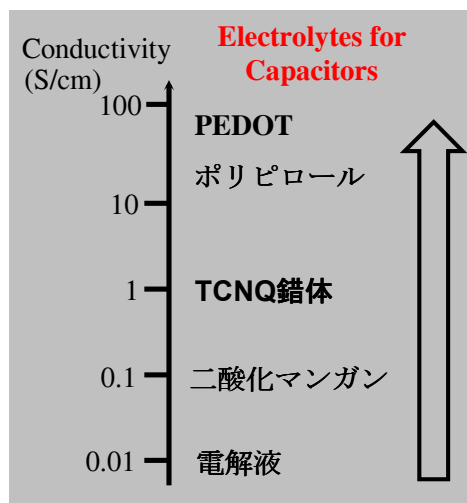 Electrolytes for
Capacitors
Conductivity
(S/cm)
100
PEDOT
ポリピロール
10
1
TCNQ錯体
0.1
二酸化マンガン
0.01
電解液